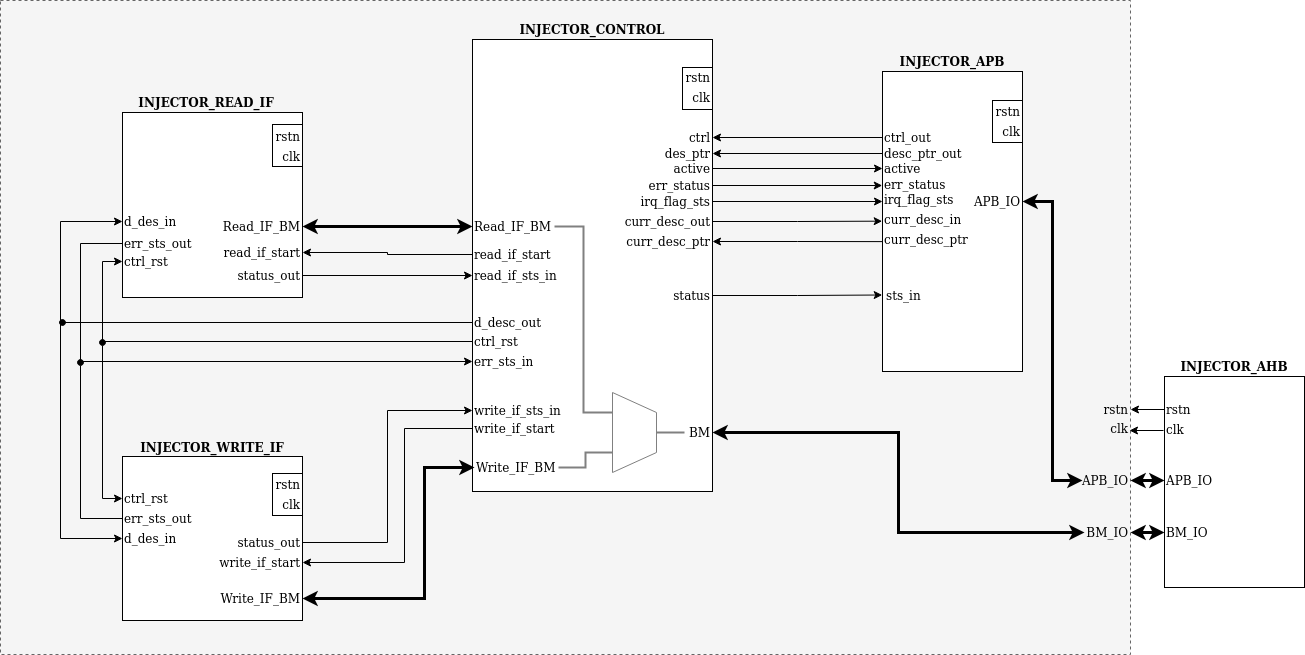 INJECTOR_CONTROL
rstn
clk
ctrl
des_ptr
active
err_status
irq_flag_sts
curr_desc_out
curr_desc_ptr
status
Read_IF_BM
read_if_start
read_if_sts_in
d_desc_out
ctrl_rst
err_sts_in
write_if_sts_in
write_if_start
Write_IF_BM
BM
INJECTOR_APB
rstn
clk
ctrl_out
desc_ptr_out
active
err_status
irq_flag_sts
APB_IO
curr_desc_in
curr_desc_ptr
sts_in
INJECTOR_READ_IF
rstn
clk
d_des_in
err_sts_out
ctrl_rst
Read_IF_BM
read_if_start
status_out
INJECTOR_WRITE_IF
rstn
clk
ctrl_rst
err_sts_out
d_des_in
status_out
write_if_start
Write_IF_BM
INJECTOR_AHB
rstn
clk
APB_IO
BM_IO
rstn
clk
APB_IO
BM_IO